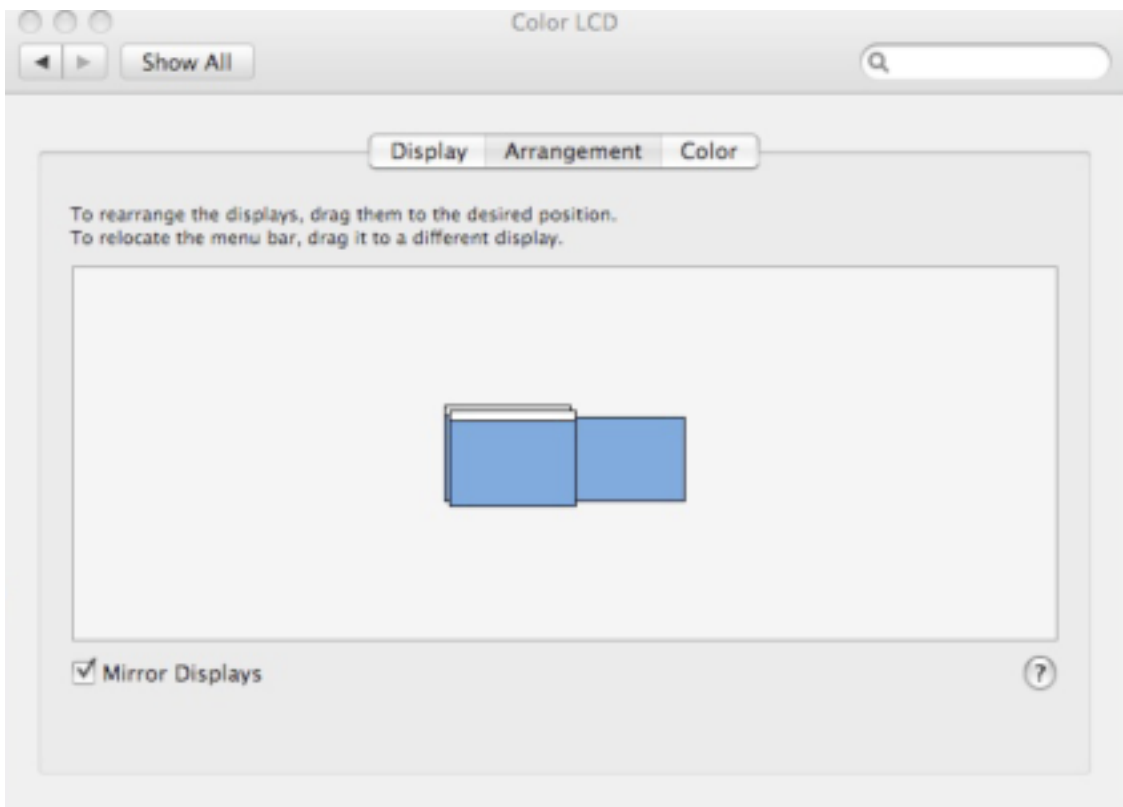 Color LCD
Show All
Display Arrangement Color
To rearrange the displays, drag them to the desired position.
To relocate the menu bar, drag it to a different display.
Mirror Displays
?